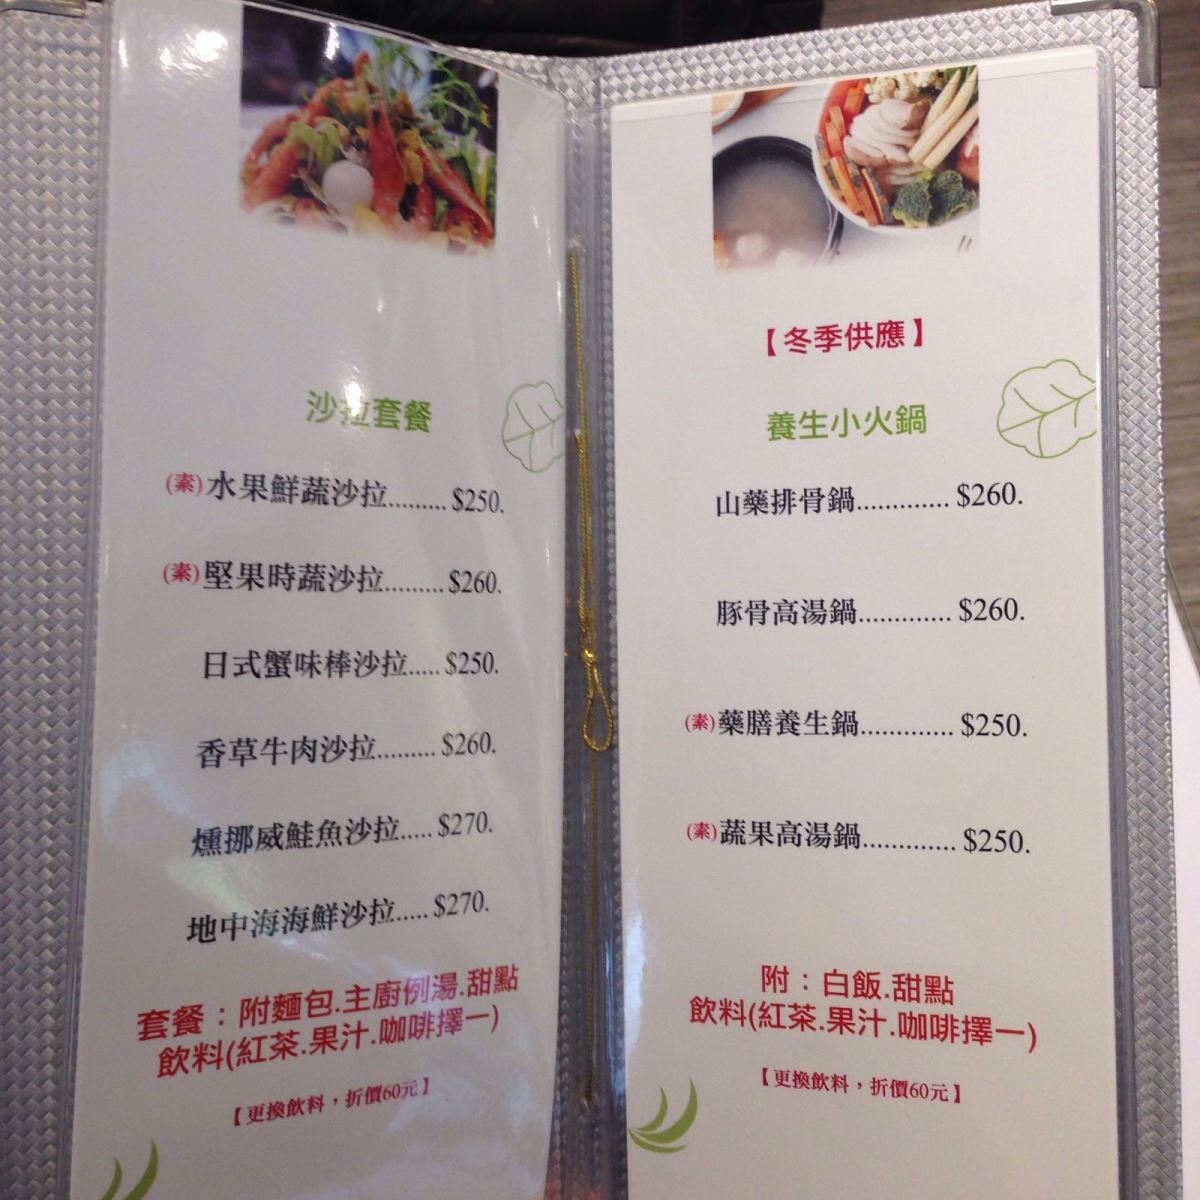 沙拉套餐
(素)水果鮮蔬沙拉......... $250.
(素)堅果時蔬沙拉......... $260.
日式蟹味棒沙拉..... $250.
香草牛肉沙拉......... $260.
燻挪威鮭魚沙拉..... $270.
地中海海鮮沙拉..... $270.
套餐：附麵包.主廚例湯.甜點
飲料(紅茶.果汁.咖啡擇一)
【更換飲料，折價60元】
【冬季供應】
養生小火鍋
山藥排骨鍋............. $260.
豚骨高湯鍋............. $260.
(素)藥膳養生鍋............. $250.
(素)蔬果高湯鍋............. $250.
附：白飯.甜點
飲料(紅茶.果汁.咖啡擇一)
【更換飲料，折價60元】